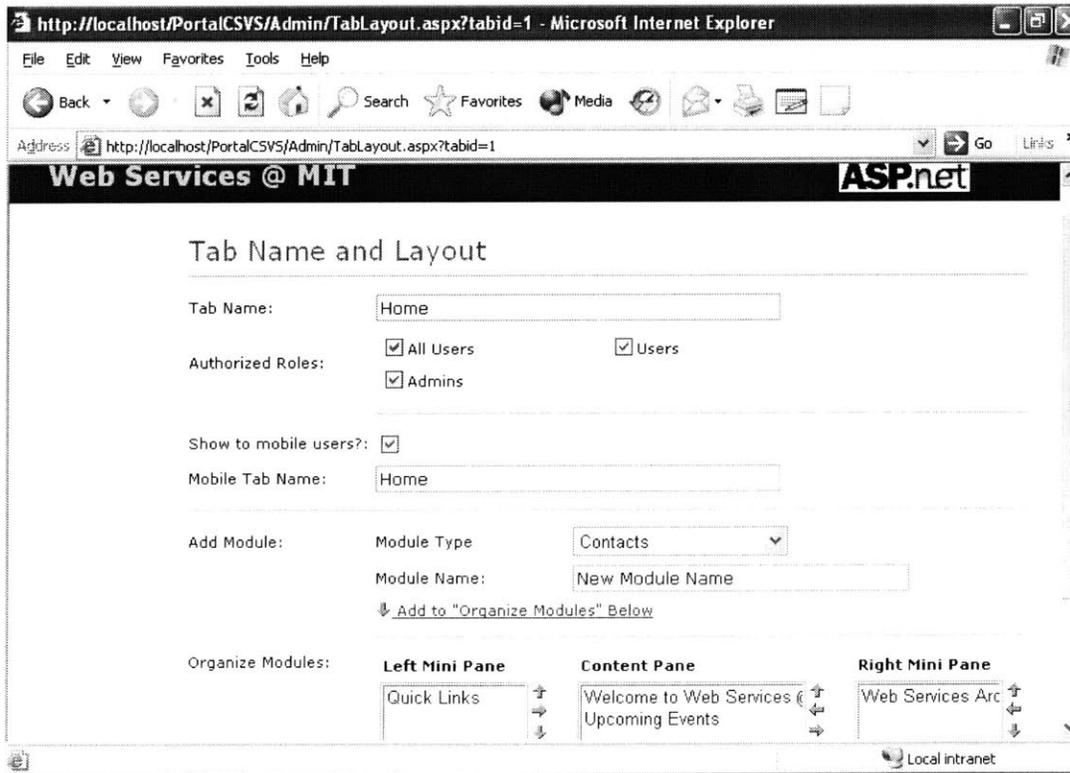 http://localhost/PortalCSVS/Admin/TabLayout.aspx?tabid=1 - Microsoft Internet Explorer
File Edit View Favorites Tools Help
Back Search Favorites Media
Address http://localhost/PortalCSVS/Admin/TabLayout.aspx?tabid=1 Go Links
Web Services @ MIT ASP.net
Tab Name and Layout
Tab Name: Home
Authorized Roles: All Users Users
Admins
Show to mobile users?:
Mobile Tab Name: Home
Add Module: Module Type Contacts
Module Name: New Module Name
Add to "Organize Modules" Below
Organize Modules: Left Mini Pane Content Pane Right Mini Pane
Quick Links Welcome to Web Services @ Web Services Arc
Upcoming Events
Local intranet